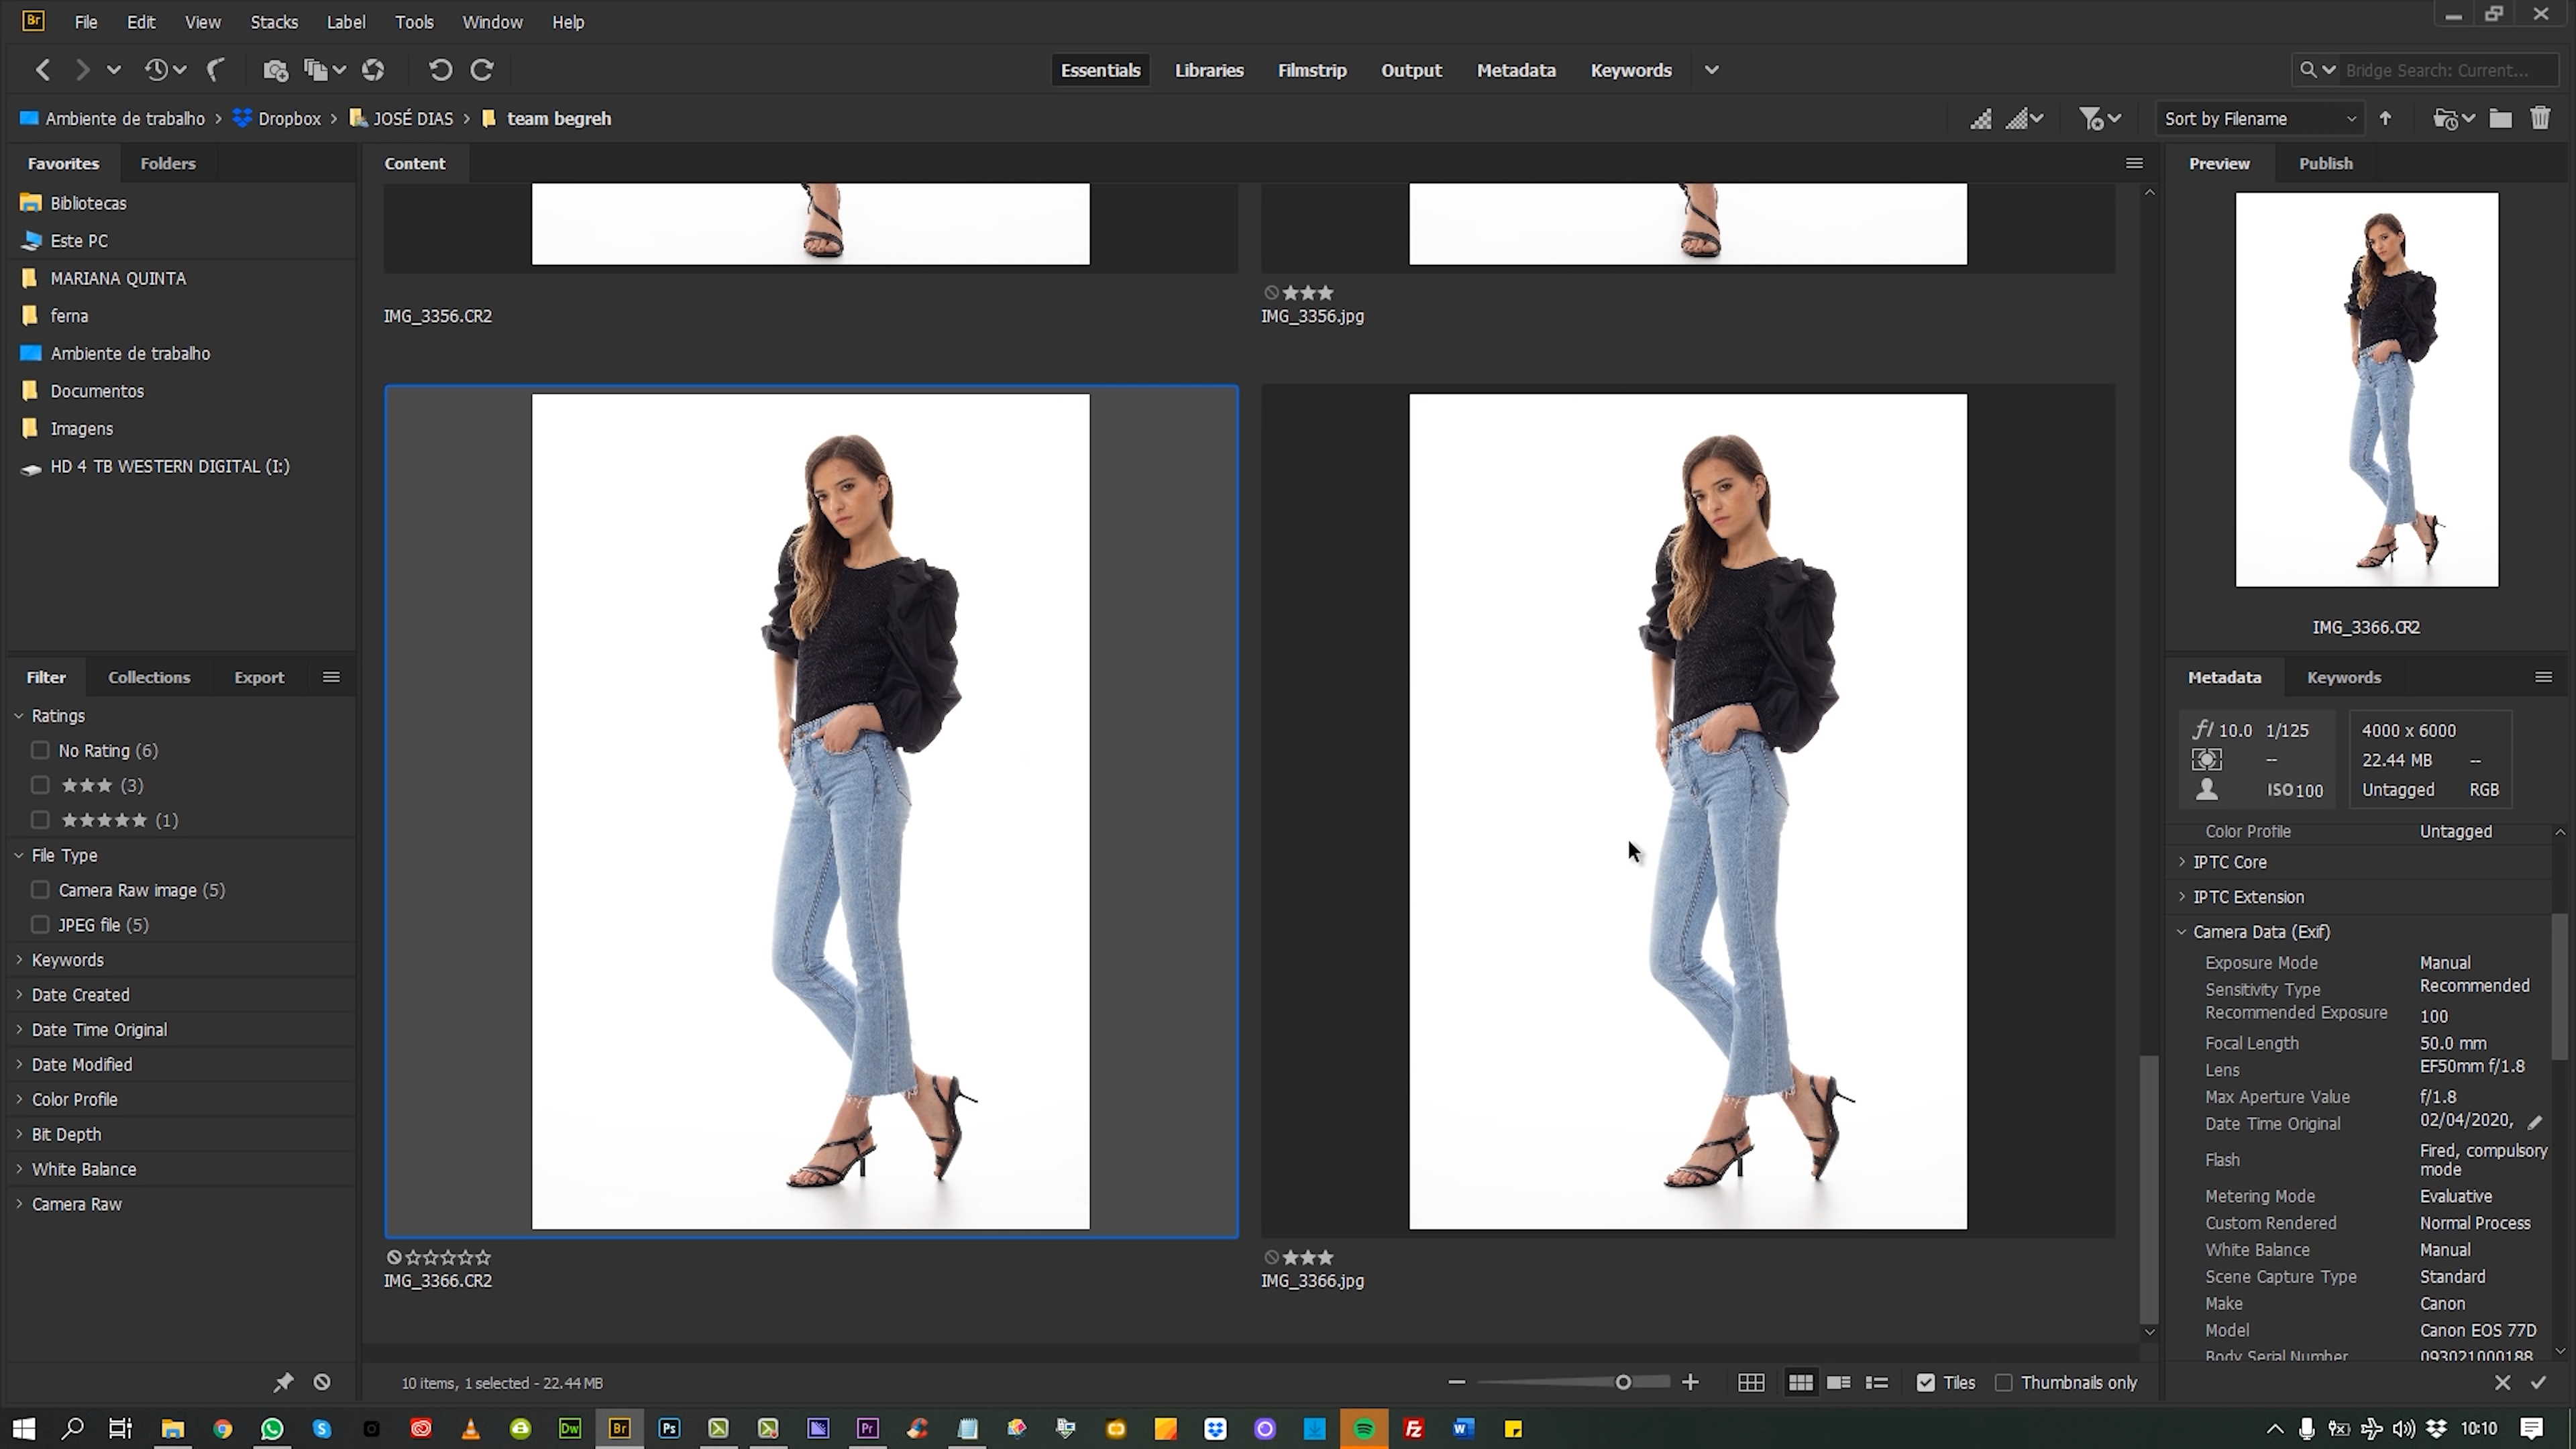 Br File Edit View Stacks Label Tools Window Help
Essentials Libraries Filmstrip Output Metadata Keywords
Bridge Search: Current...
Ambiente de trabalho › Dropbox › JOSÉ DIAS › team begreh
Sort by Filename
Favorites Folders
Bibliotecas
Este PC
MARIANA QUINTA
ferna
Ambiente de trabalho
Documentos
Imagens
HD 4 TB WESTERN DIGITAL (I:)
Filter Collections Export
Ratings
No Rating (6)
★★★ (3)
★★★★★ (1)
File Type
Camera Raw image (5)
JPEG file (5)
Keywords
Date Created
Date Time Original
Date Modified
Color Profile
Bit Depth
White Balance
Camera Raw
Content
IMG_3356.CR2
IMG_3356.jpg
IMG_3366.CR2
IMG_3366.jpg
10 items, 1 selected - 22.44 MB
Tiles Thumbnails only
Preview Publish
IMG_3366.CR2
Metadata Keywords
f/ 10.0 1/125
--
ISO 100
4000 x 6000
22.44 MB --
Untagged RGB
Color Profile Untagged
IPTC Core
IPTC Extension
Camera Data (Exif)
Exposure Mode Manual
Sensitivity Type Recommended
Recommended Exposure 100
Focal Length 50.0 mm
Lens EF50mm f/1.8
Max Aperture Value f/1.8
Date Time Original 02/04/2020,
Flash Fired, compulsory
mode
Metering Mode Evaluative
Custom Rendered Normal Process
White Balance Manual
Scene Capture Type Standard
Make Canon
Model Canon EOS 77D
Body Serial Number 093021000188
Dw Br Ps Pr Fz W
10:10